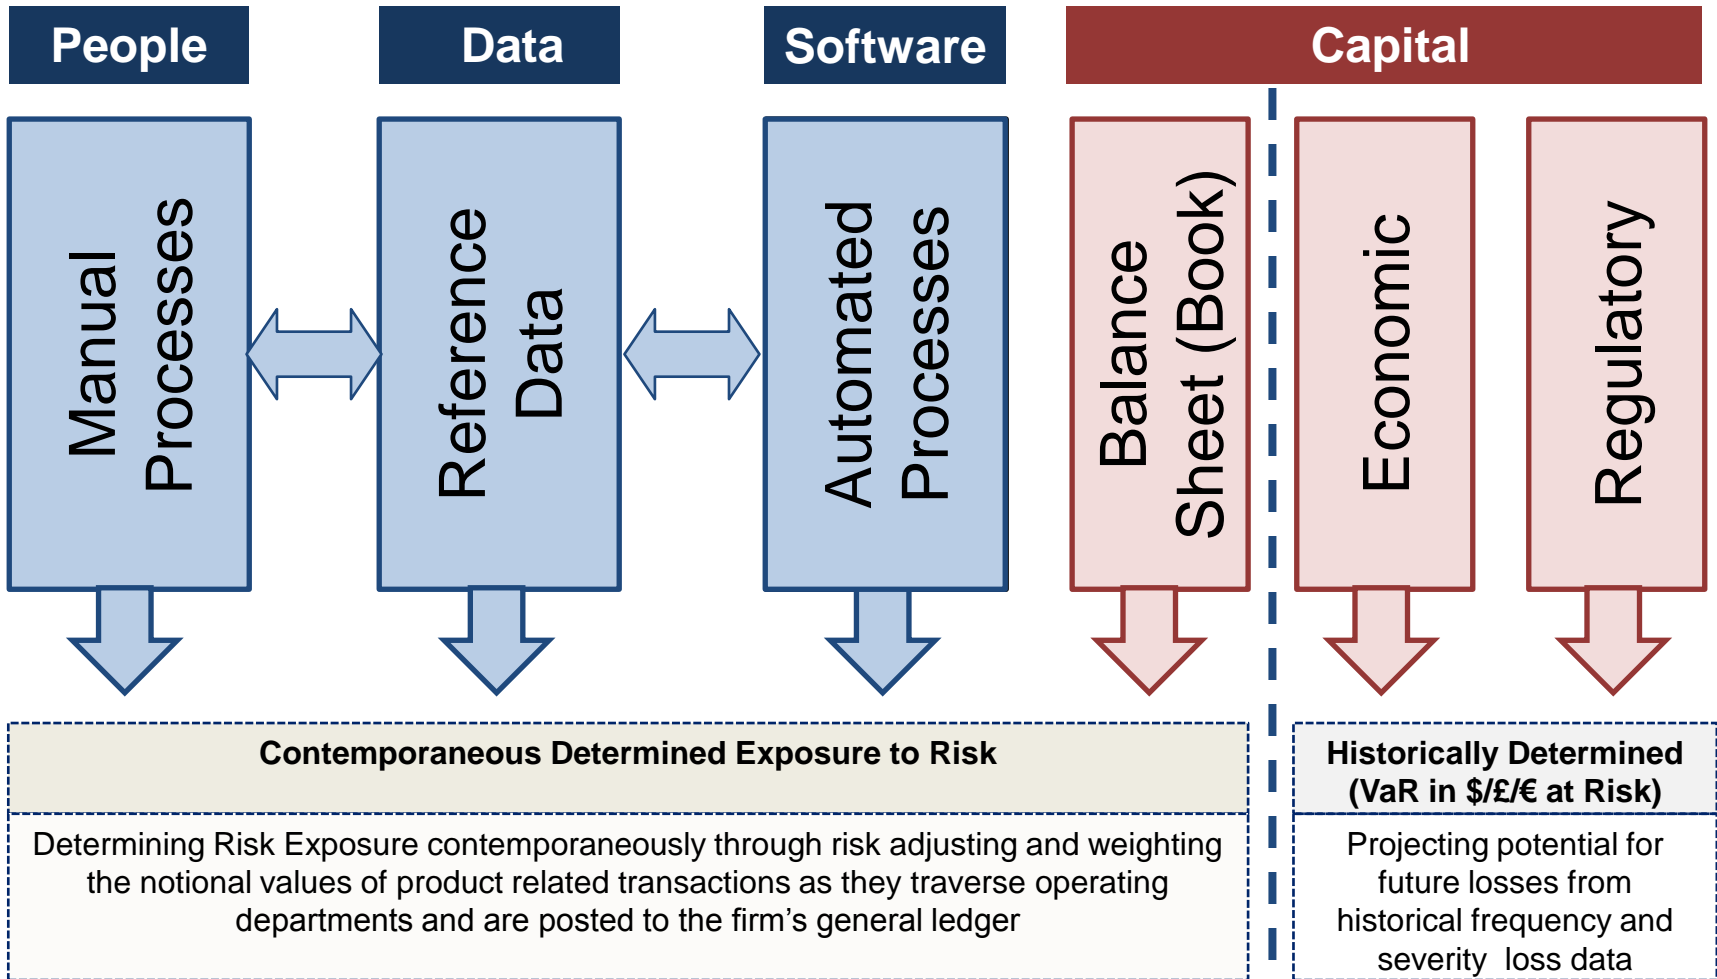 People
Data
Software
Capital
Manual
Processes
Reference
Data
Automated
Processes
Balance
Sheet (Book)
Economic
Regulatory
Contemporaneous Determined Exposure to Risk
Determining Risk Exposure contemporaneously through risk adjusting and weighting
the notional values of product related transactions as they traverse operating
departments and are posted to the firm's general ledger
Historically Determined
(VaR in $/£/€ at Risk)
Projecting potential for
future losses from
historical frequency and
severity loss data